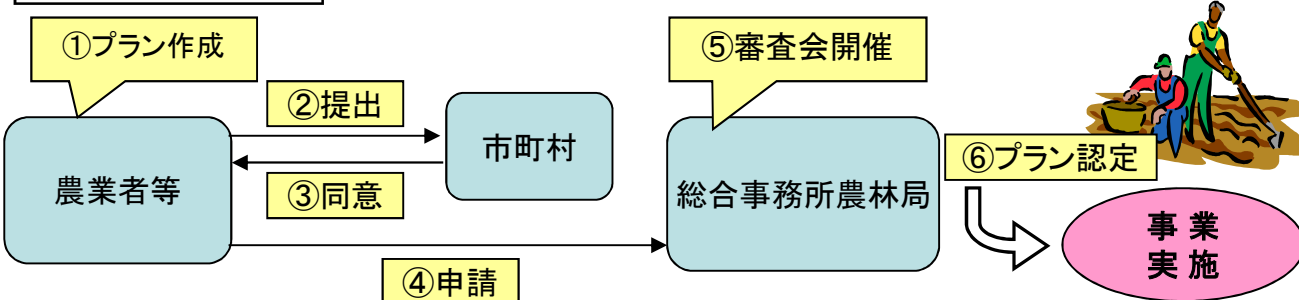 ①プラン作成
②提出
③同意
④申請
⑤審査会開催
⑥プラン認定
農業者等
市町村
総合事務所農林局
事業
実施